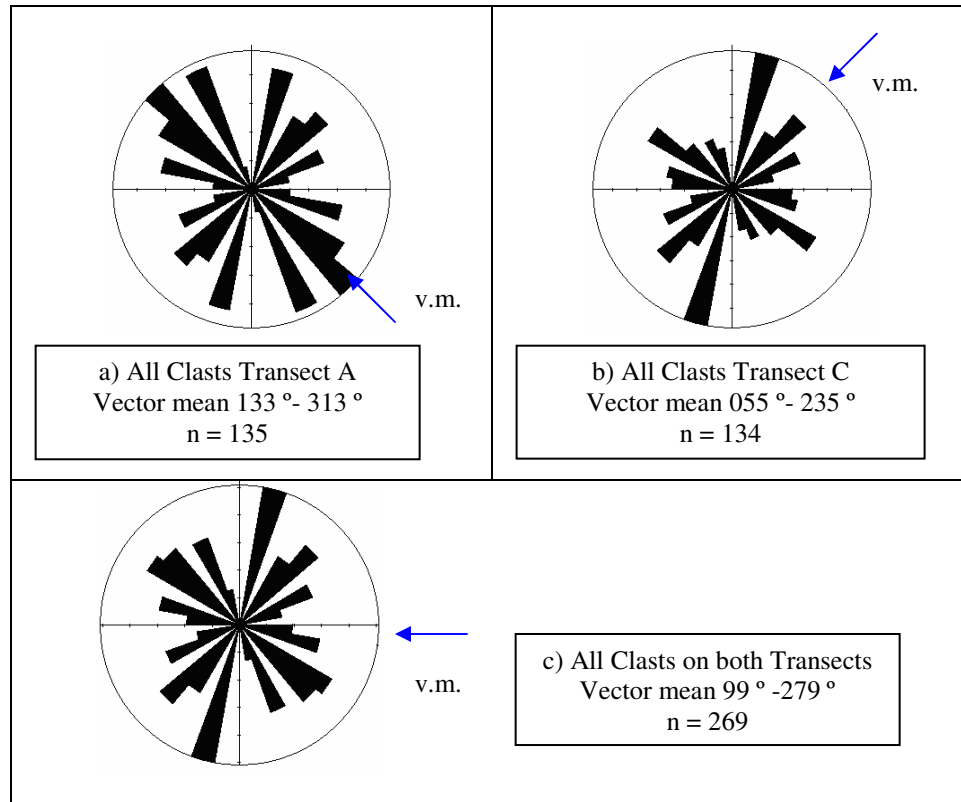 v.m.
a) All Clasts Transect A
Vector mean 133 º- 313 º
n = 135
v.m.
b) All Clasts Transect C
Vector mean 055 º- 235 º
n = 134
v.m.
c) All Clasts on both Transects
Vector mean 99 º -279 º
n = 269